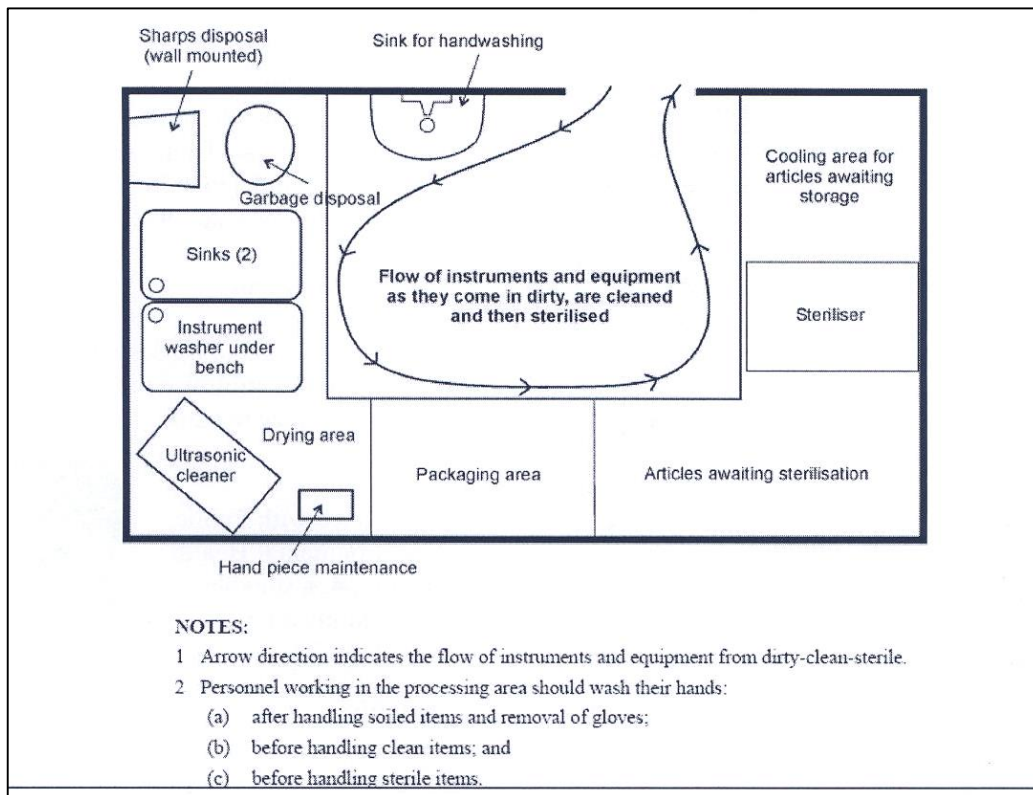 Sharps disposal
(wall mounted)
Sink for handwashing
Garbage disposal
Cooling area for
articles awaiting
storage
Sinks (2)
Flow of instruments and equipment
as they come in dirty, are cleaned
and then sterilised
Steriliser
Instrument
washer under
bench
Drying area
Ultrasonic
cleaner
Packaging area
Articles awaiting sterilisation
Hand piece maintenance
NOTES:
1 Arrow direction indicates the flow of instruments and equipment from dirty-clean-sterile.
2 Personnel working in the processing area should wash their hands:
(a) after handling soiled items and removal of gloves;
(b) before handling clean items; and
(c) before handling sterile items.